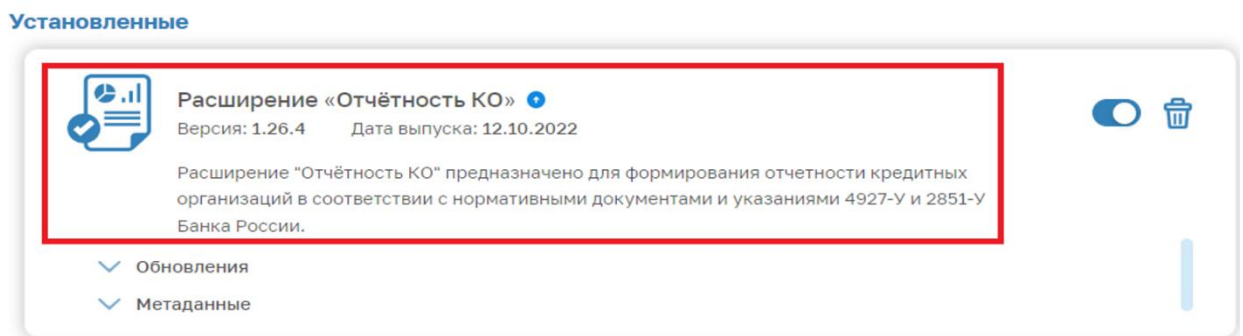 Установленные
Расширение «Отчётность КО»
Версия: 1.26.4 Дата выпуска: 12.10.2022
Расширение "Отчётность КО" предназначено для формирования отчетности кредитных
организаций в соответствии с нормативными документами и указаниями 4927-У и 2851-У
Банка России.
Обновления
Метаданные